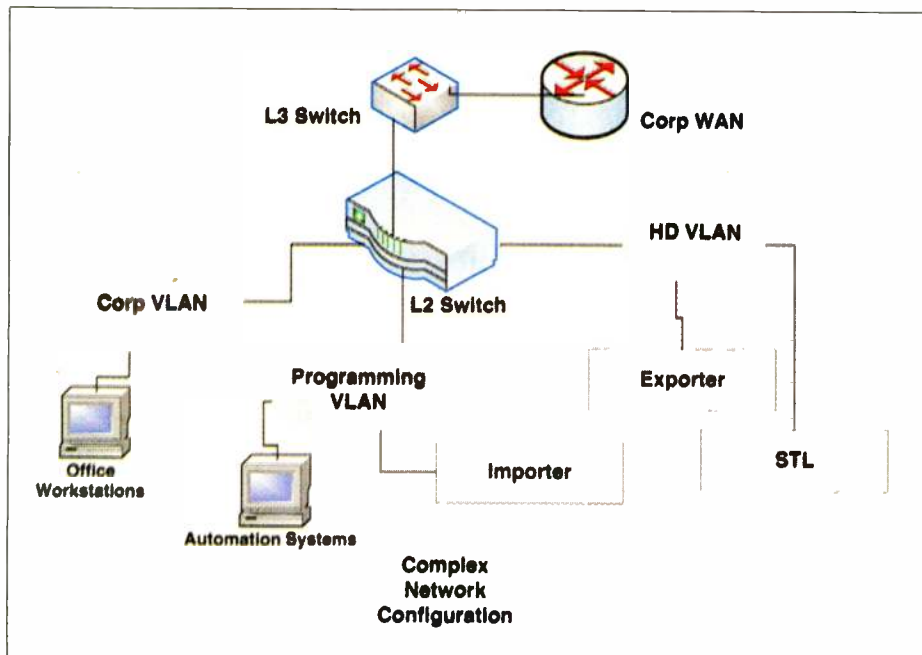 L3 Switch
Corp WAN
HD VLAN
L2 Switch
Corp VLAN
Programming
VLAN
Exporter
Office
Workstations
Importer
STL
Automation Systems
Complex
Network
Configuration